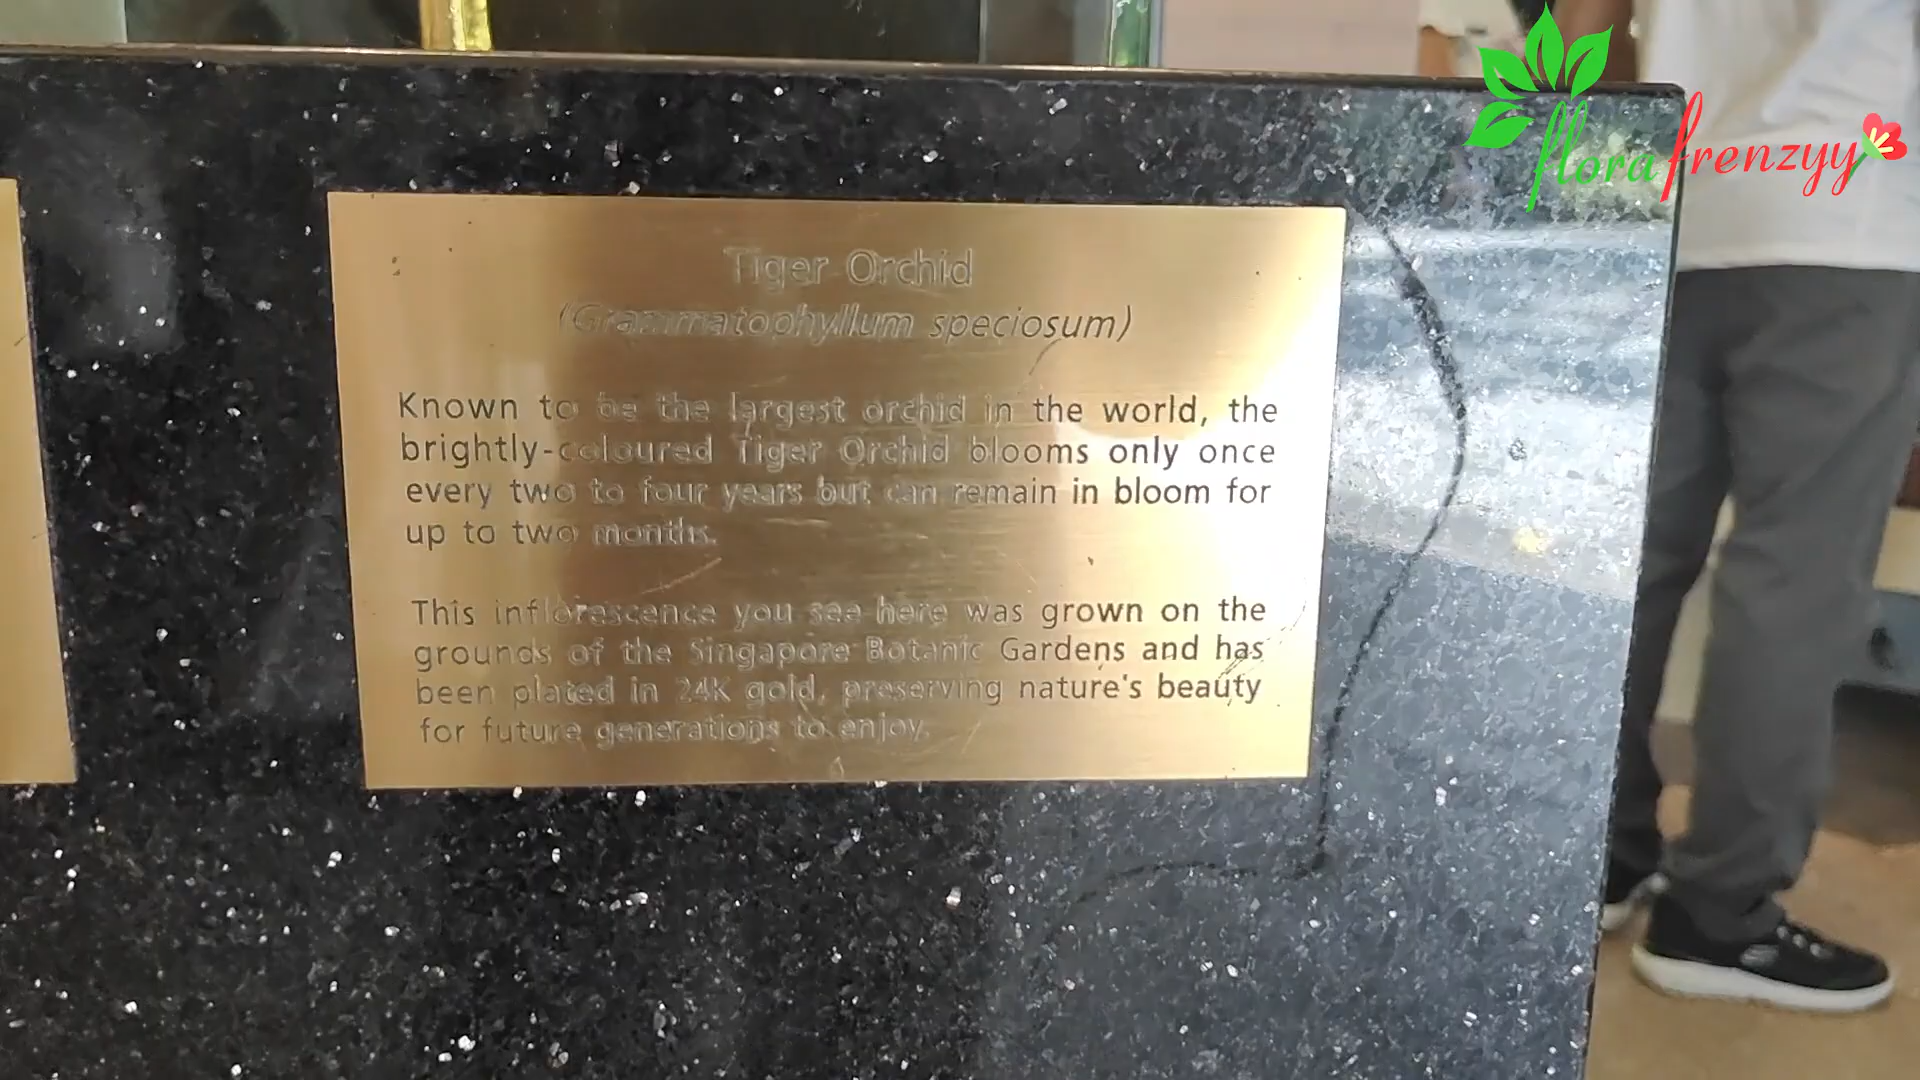 flora frenzyy
Tiger Orchid
(Grammatophyllum speciosum)
Known to be the largest orchid in the world, the
brightly-coloured Tiger Orchid blooms only once
every two to four years but can remain in bloom for
up to two months.
This inflorescence you see here was grown on the
grounds of the Singapore Botanic Gardens and has
been plated in 24K gold, preserving nature's beauty
for future generations to enjoy.